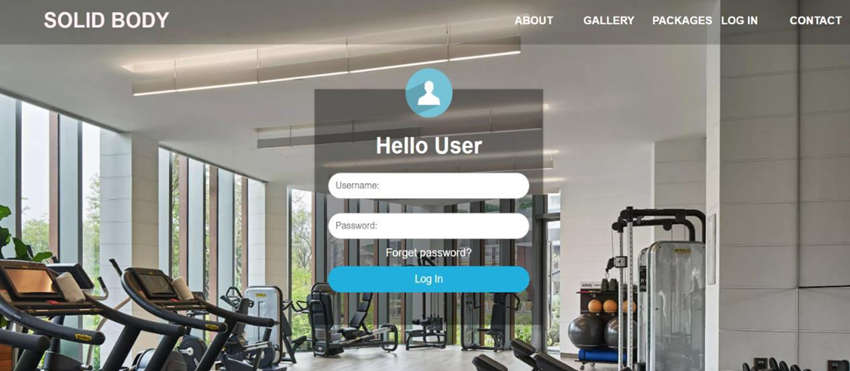 SOLID BODY
ABOUT GALLERY PACKAGES LOG IN CONTACT
Hello User
Username:
Password:
Forget password?
Log In